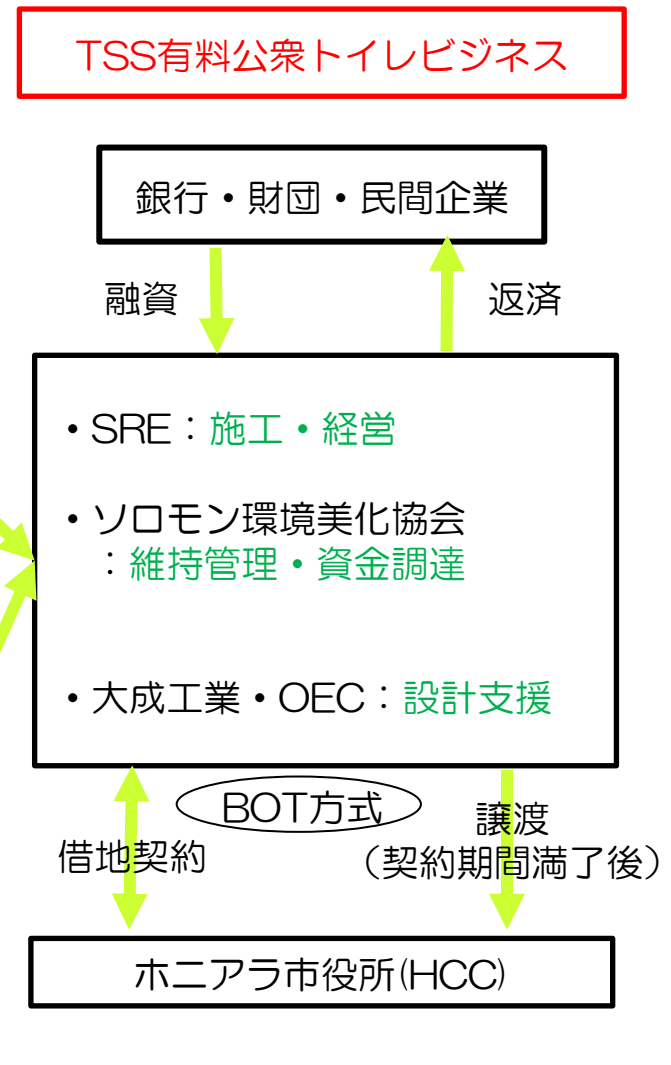 TSS有料公衆トイレビジネス
銀行・財団・民間企業
融資
返済
・SRE：施工・経営
・ソロモン環境美化協会
：維持管理・資金調達
・大成工業・OEC：設計支援
BOT方式
借地契約
譲渡
（契約期間満了後）
ホニアラ市役所(HCC)